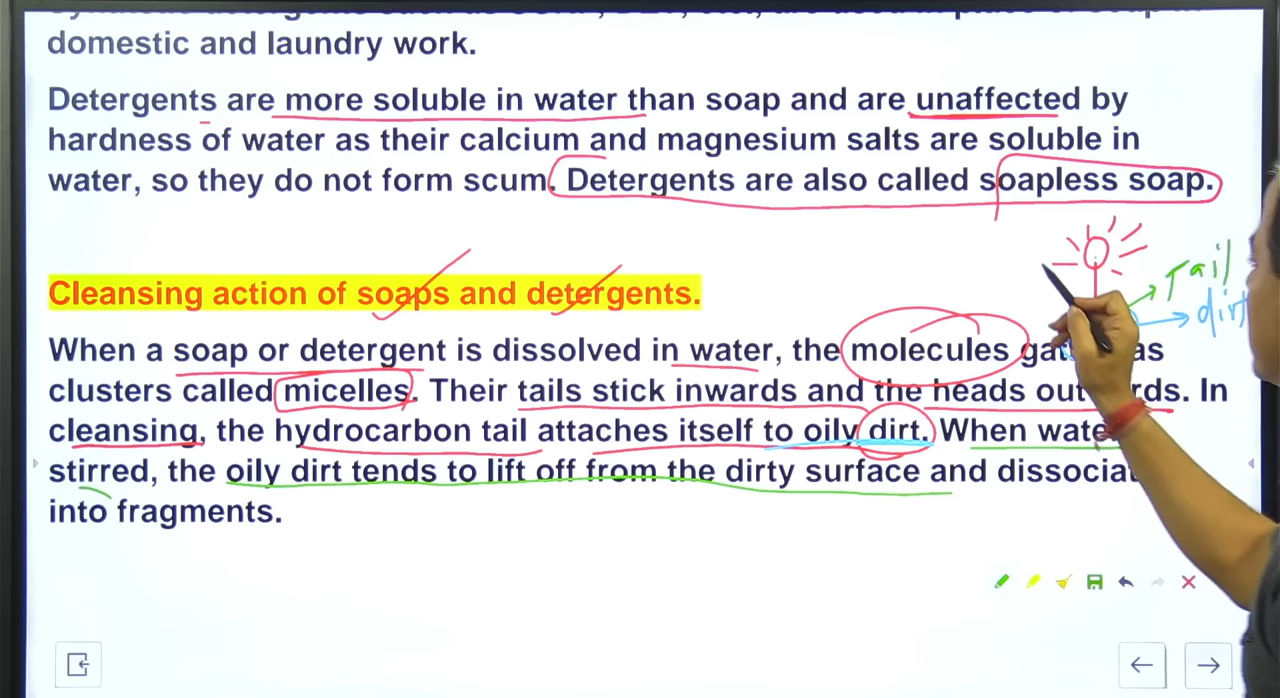 domestic and laundry work.
Detergents are more soluble in water than soap and are unaffected by
hardness of water as their calcium and magnesium salts are soluble in
water, so they do not form scum. Detergents are also called soapless soap.
Tail
dirt
Cleansing action of soaps and detergents.
When a soap or detergent is dissolved in water, the molecules as
clusters called micelles. Their tails stick inwards and the heads In
cleansing, the hydrocarbon tail attaches itself to oily dirt. When
stirred, the oily dirt tends to lift off from the dirty surface and
into fragments.